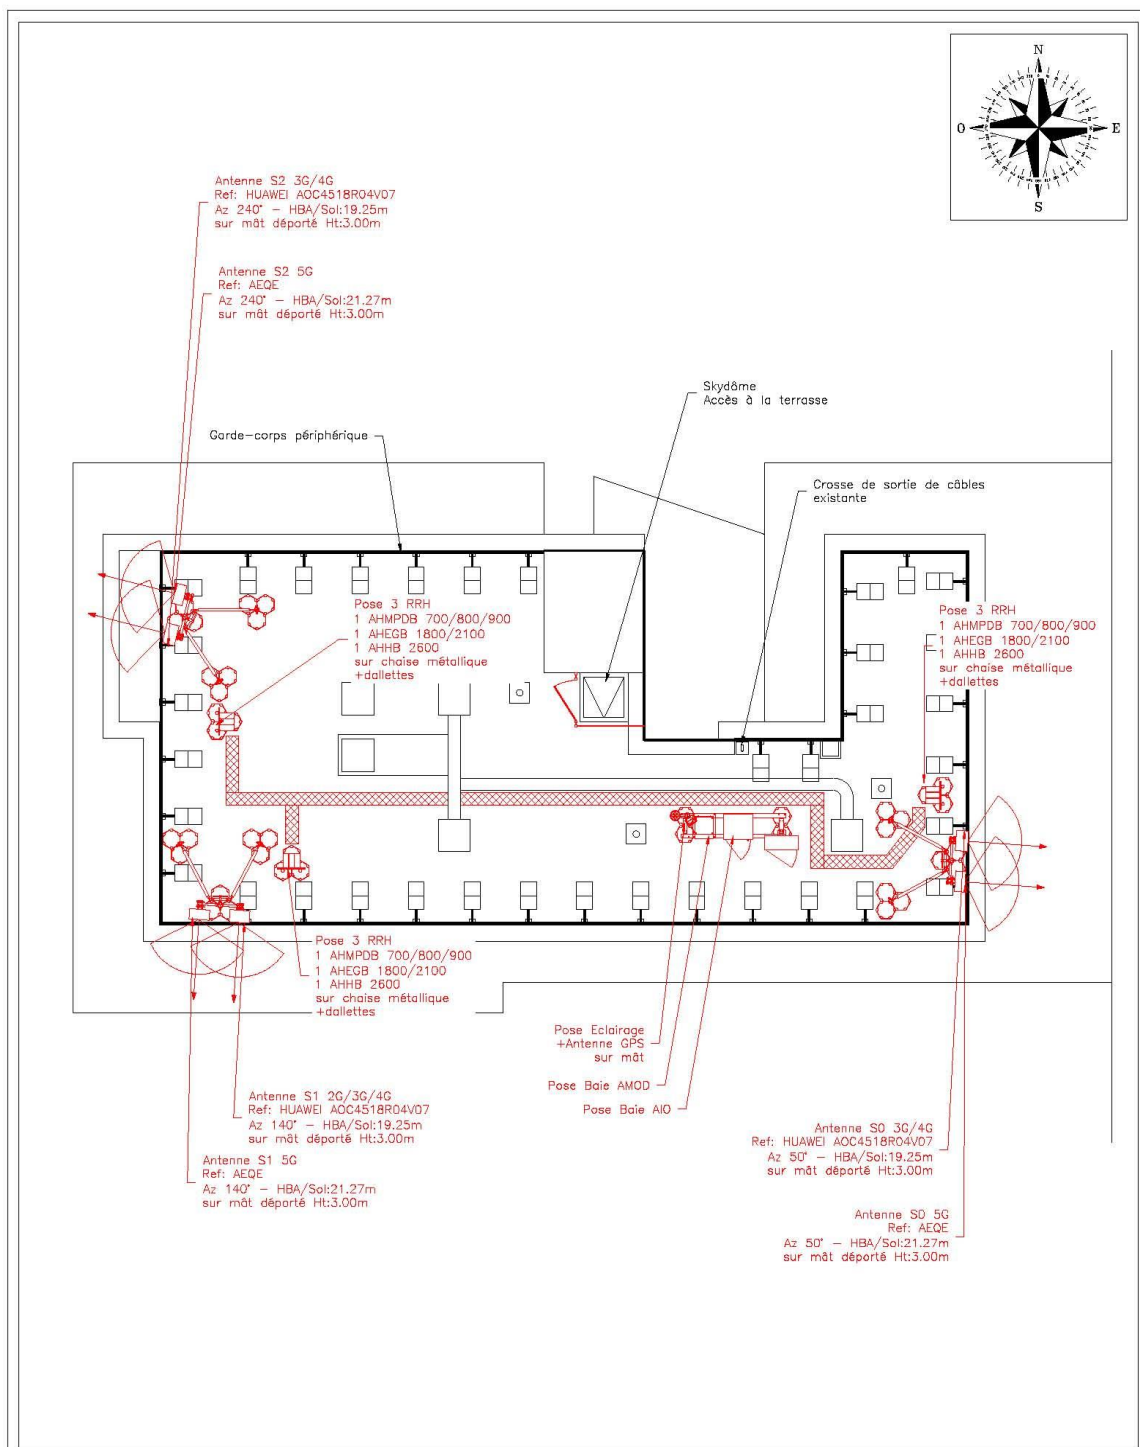 N
O
E
S
Antenne S2 3G/4G
Ref: HUAWEI AOC4518R04V07
Az 240° - HBA/Sol:19.25m
sur mât déporté Ht:3.00m
Antenne S2 5G
Ref: AEQE
Az 240° - HBA/Sol:21.27m
sur mât déporté Ht:3.00m
Skydôme
Accès à la terrasse
Garde-corps périphérique
Crosse de sortie de câbles
existante
Pose 3 RRH
1 AHMPDB 700/800/900
1 AHEGB 1800/2100
1 AHHB 2600
sur chaise métallique
+dallettes
Pose 3 RRH
1 AHMPDB 700/800/900
1 AHEGB 1800/2100
1 AHHB 2600
sur chaise métallique
+dallettes
Pose 3 RRH
1 AHMPDB 700/800/900
1 AHEGB 1800/2100
1 AHHB 2600
sur chaise métallique
+dallettes
Pose Eclairage
+Antenne GPS
sur mât
Pose Baie AMOD
Pose Baie AIO
Antenne S1 2G/3G/4G
Ref: HUAWEI AOC4518R04V07
Az 140° - HBA/Sol:19.25m
sur mât déporté Ht:3.00m
Antenne S1 5G
Ref: AEQE
Az 140° - HBA/Sol:21.27m
sur mât déporté Ht:3.00m
Antenne S0 3G/4G
Ref: HUAWEI AOC4518R04V07
Az 50° - HBA/Sol:19.25m
sur mât déporté Ht:3.00m
Antenne S0 5G
Ref: AEQE
Az 50° - HBA/Sol:21.27m
sur mât déporté Ht:3.00m